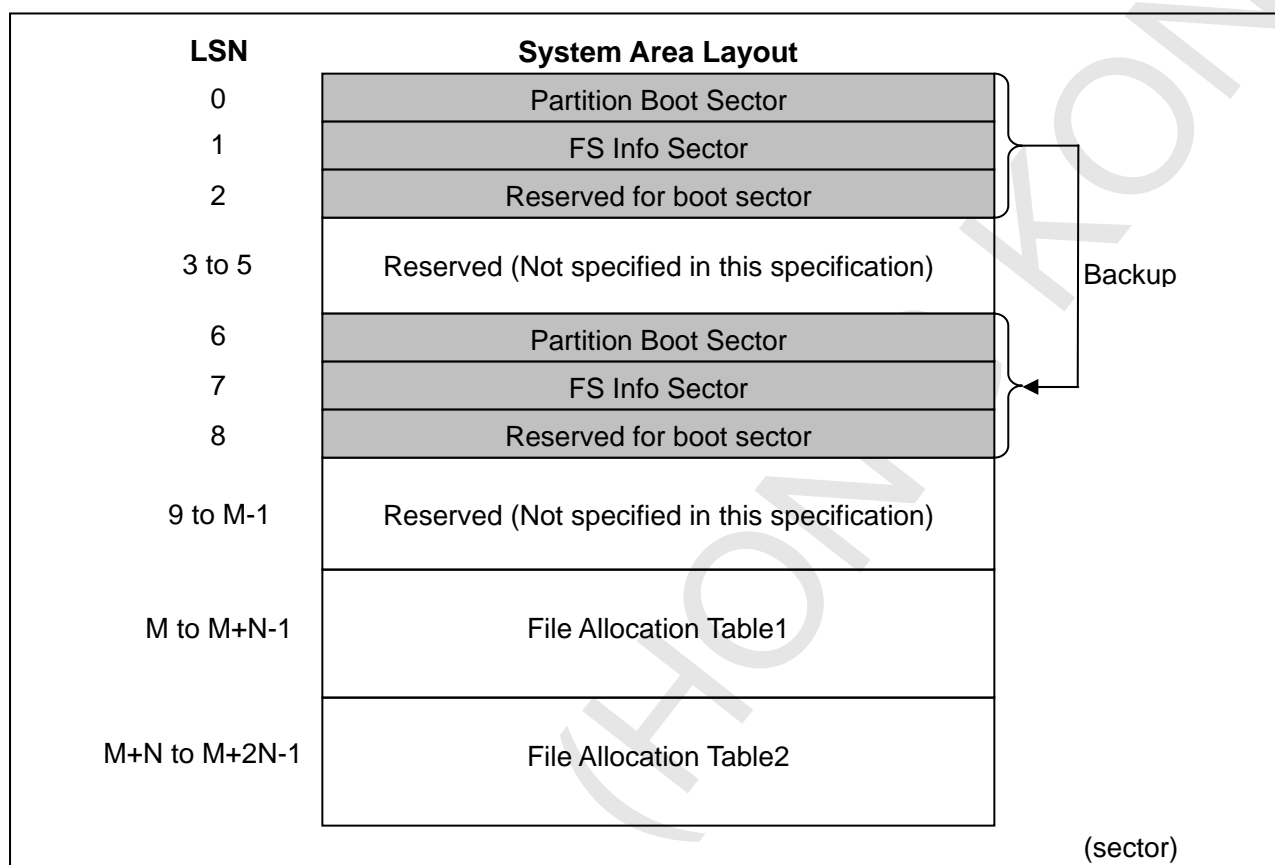 LSN System Area Layout
0 Partition Boot Sector
1 FS Info Sector
2 Reserved for boot sector
3 to 5 Reserved (Not specified in this specification)
Backup
6 Partition Boot Sector
7 FS Info Sector
8 Reserved for boot sector
9 to M-1 Reserved (Not specified in this specification)
M to M+N-1 File Allocation Table1
M+N to M+2N-1 File Allocation Table2
(sector)
(HON KON